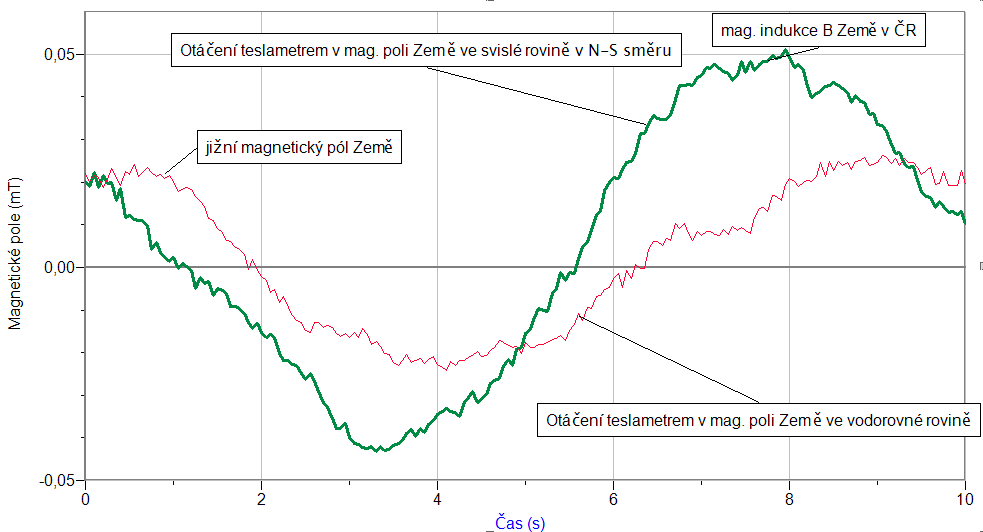 mag. indukce B Země v ČR
Otáčení teslametrem v mag. poli Země ve svislé rovině v N–S směru
jižní magnetický pól Země
Otáčení teslametrem v mag. poli Země ve vodorovné rovině
Magnetické pole (mT)
0,05
0,00
-0,05
0 2 4 6 8 10
Čas (s)